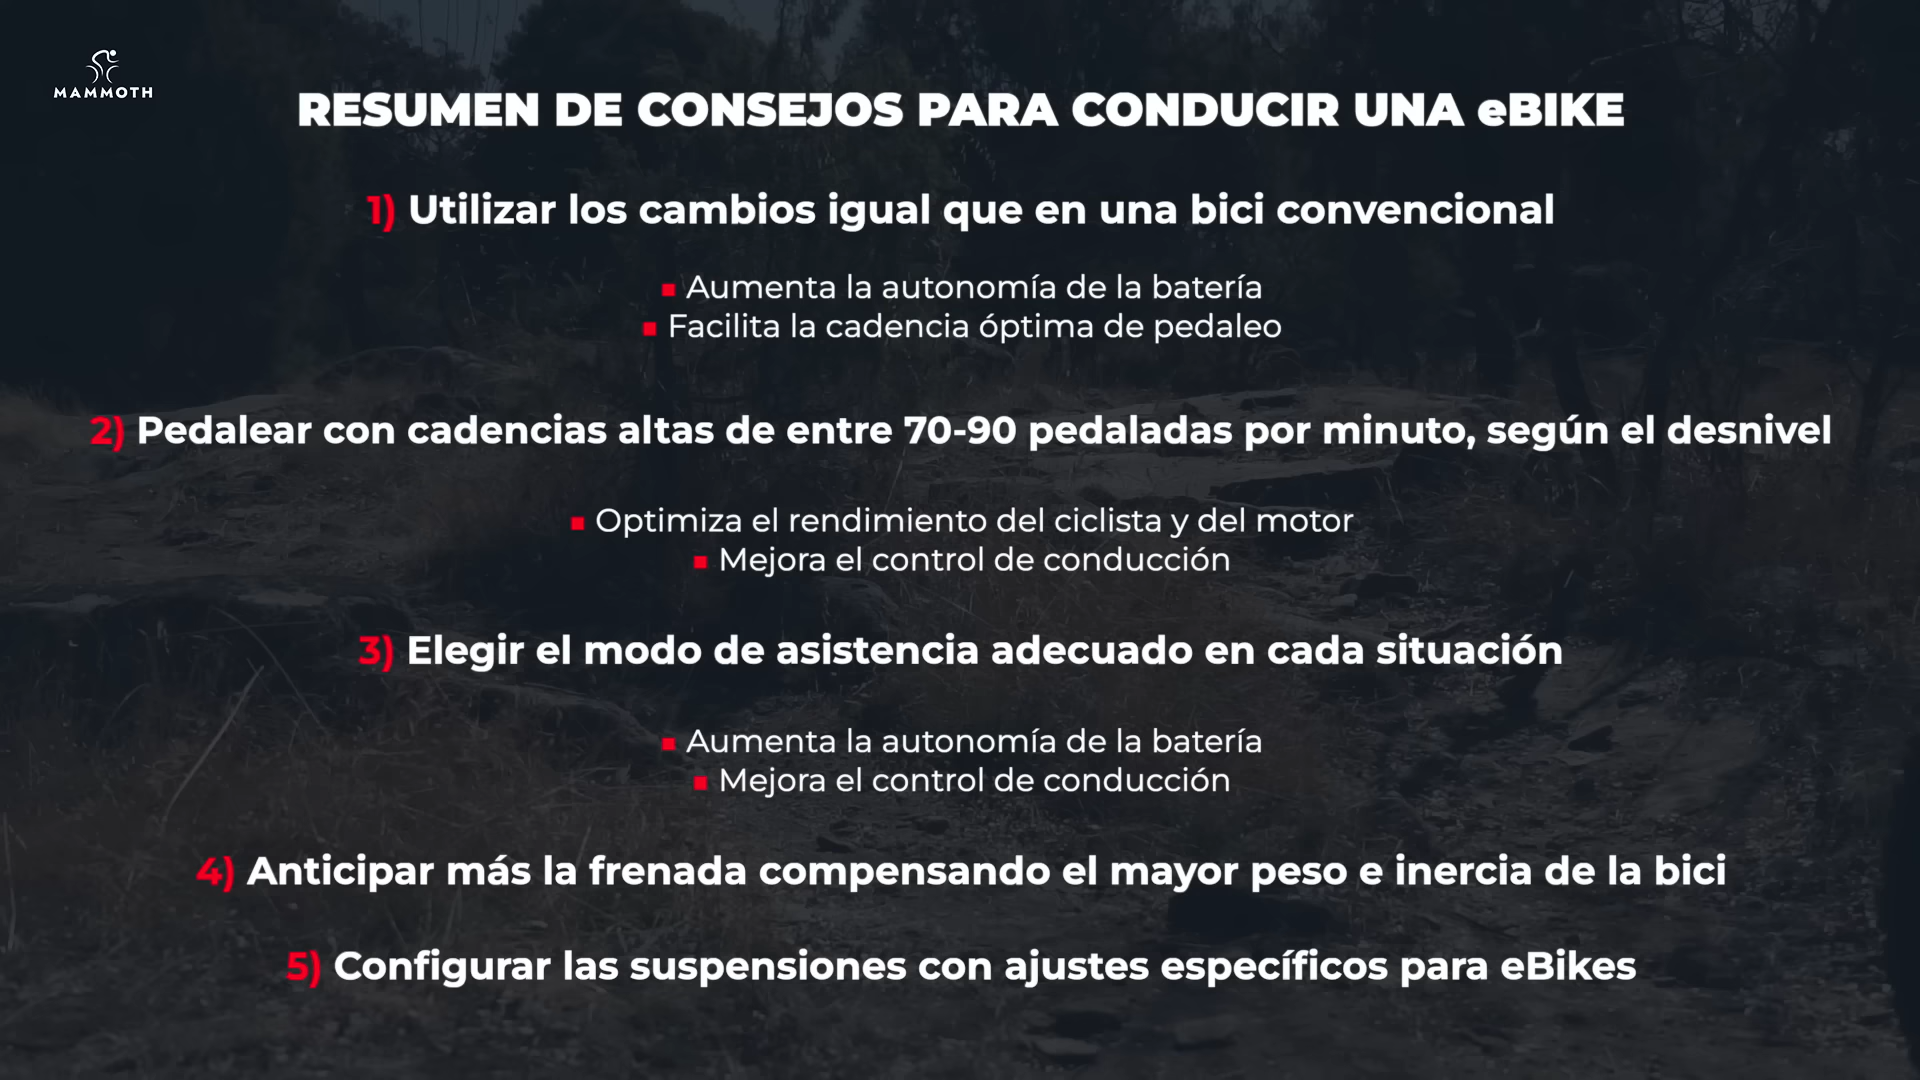 MAMMOTH
RESUMEN DE CONSEJOS PARA CONDUCIR UNA eBIKE
1) Utilizar los cambios igual que en una bici convencional
▪ Aumenta la autonomía de la batería
▪ Facilita la cadencia óptima de pedaleo
2) Pedalear con cadencias altas de entre 70-90 pedaladas por minuto, según el desnivel
▪ Optimiza el rendimiento del ciclista y del motor
▪ Mejora el control de conducción
3) Elegir el modo de asistencia adecuado en cada situación
▪ Aumenta la autonomía de la batería
▪ Mejora el control de conducción
4) Anticipar más la frenada compensando el mayor peso e inercia de la bici
5) Configurar las suspensiones con ajustes específicos para eBikes